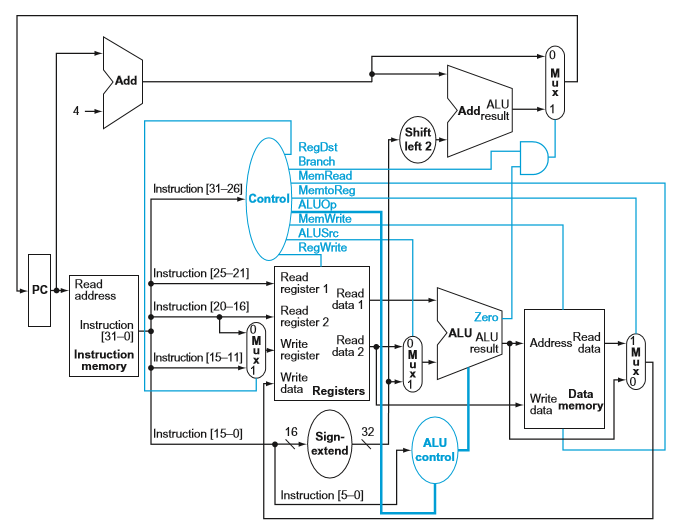 Add
4
Add ALU
result
0
M
u
x
1
Shift
left 2
RegDst
Branch
MemRead
MemtoReg
ALUOp
MemWrite
ALUSrc
RegWrite
Control
Instruction [31–26]
Instruction [25–21]
Instruction [20–16]
Instruction [15–11]
Instruction [15–0]
Instruction [5–0]
PC
Read
address
Instruction
[31–0]
Instruction
memory
0
M
u
x
1
Read
register 1
Read
register 2
Write
register
Write
data
Read
data 1
Read
data 2
Registers
0
M
u
x
1
Zero
ALU ALU
result
Address
Read
data
Write
data
Data
memory
1
M
u
x
0
16
Sign-
extend
32
ALU
control